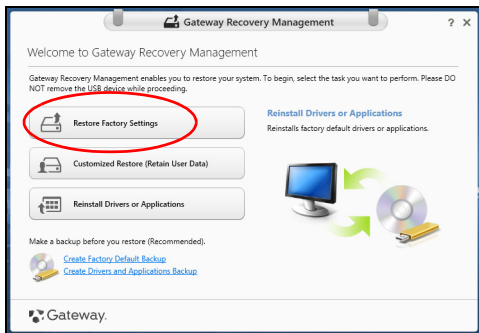 Gateway Recovery Management
? X
Welcome to Gateway Recovery Management
Gateway Recovery Management enables you to restore your system. To begin, select the task you want to perform. Please DO
NOT remove the USB device while proceeding.
Restore Factory Settings
Customized Restore (Retain User Data)
Reinstall Drivers or Applications
Reinstall Drivers or Applications
Reinstalls factory default drivers or applications.
Make a backup before you restore (Recommended).
Create Factory Default Backup
Create Drivers and Applications Backup
Gateway.